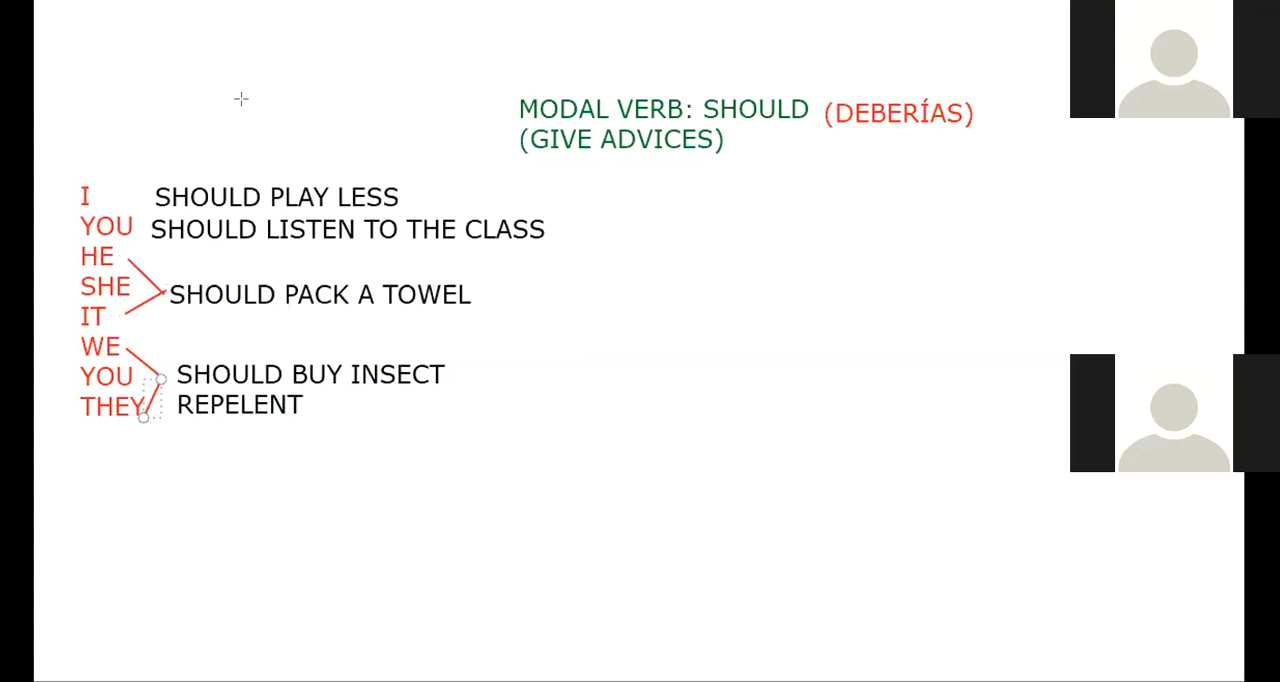 MODAL VERB: SHOULD (DEBERÍAS)
(GIVE ADVICES)
I SHOULD PLAY LESS
YOU SHOULD LISTEN TO THE CLASS
HE
SHE SHOULD PACK A TOWEL
IT
WE
YOU SHOULD BUY INSECT
THEY REPELENT